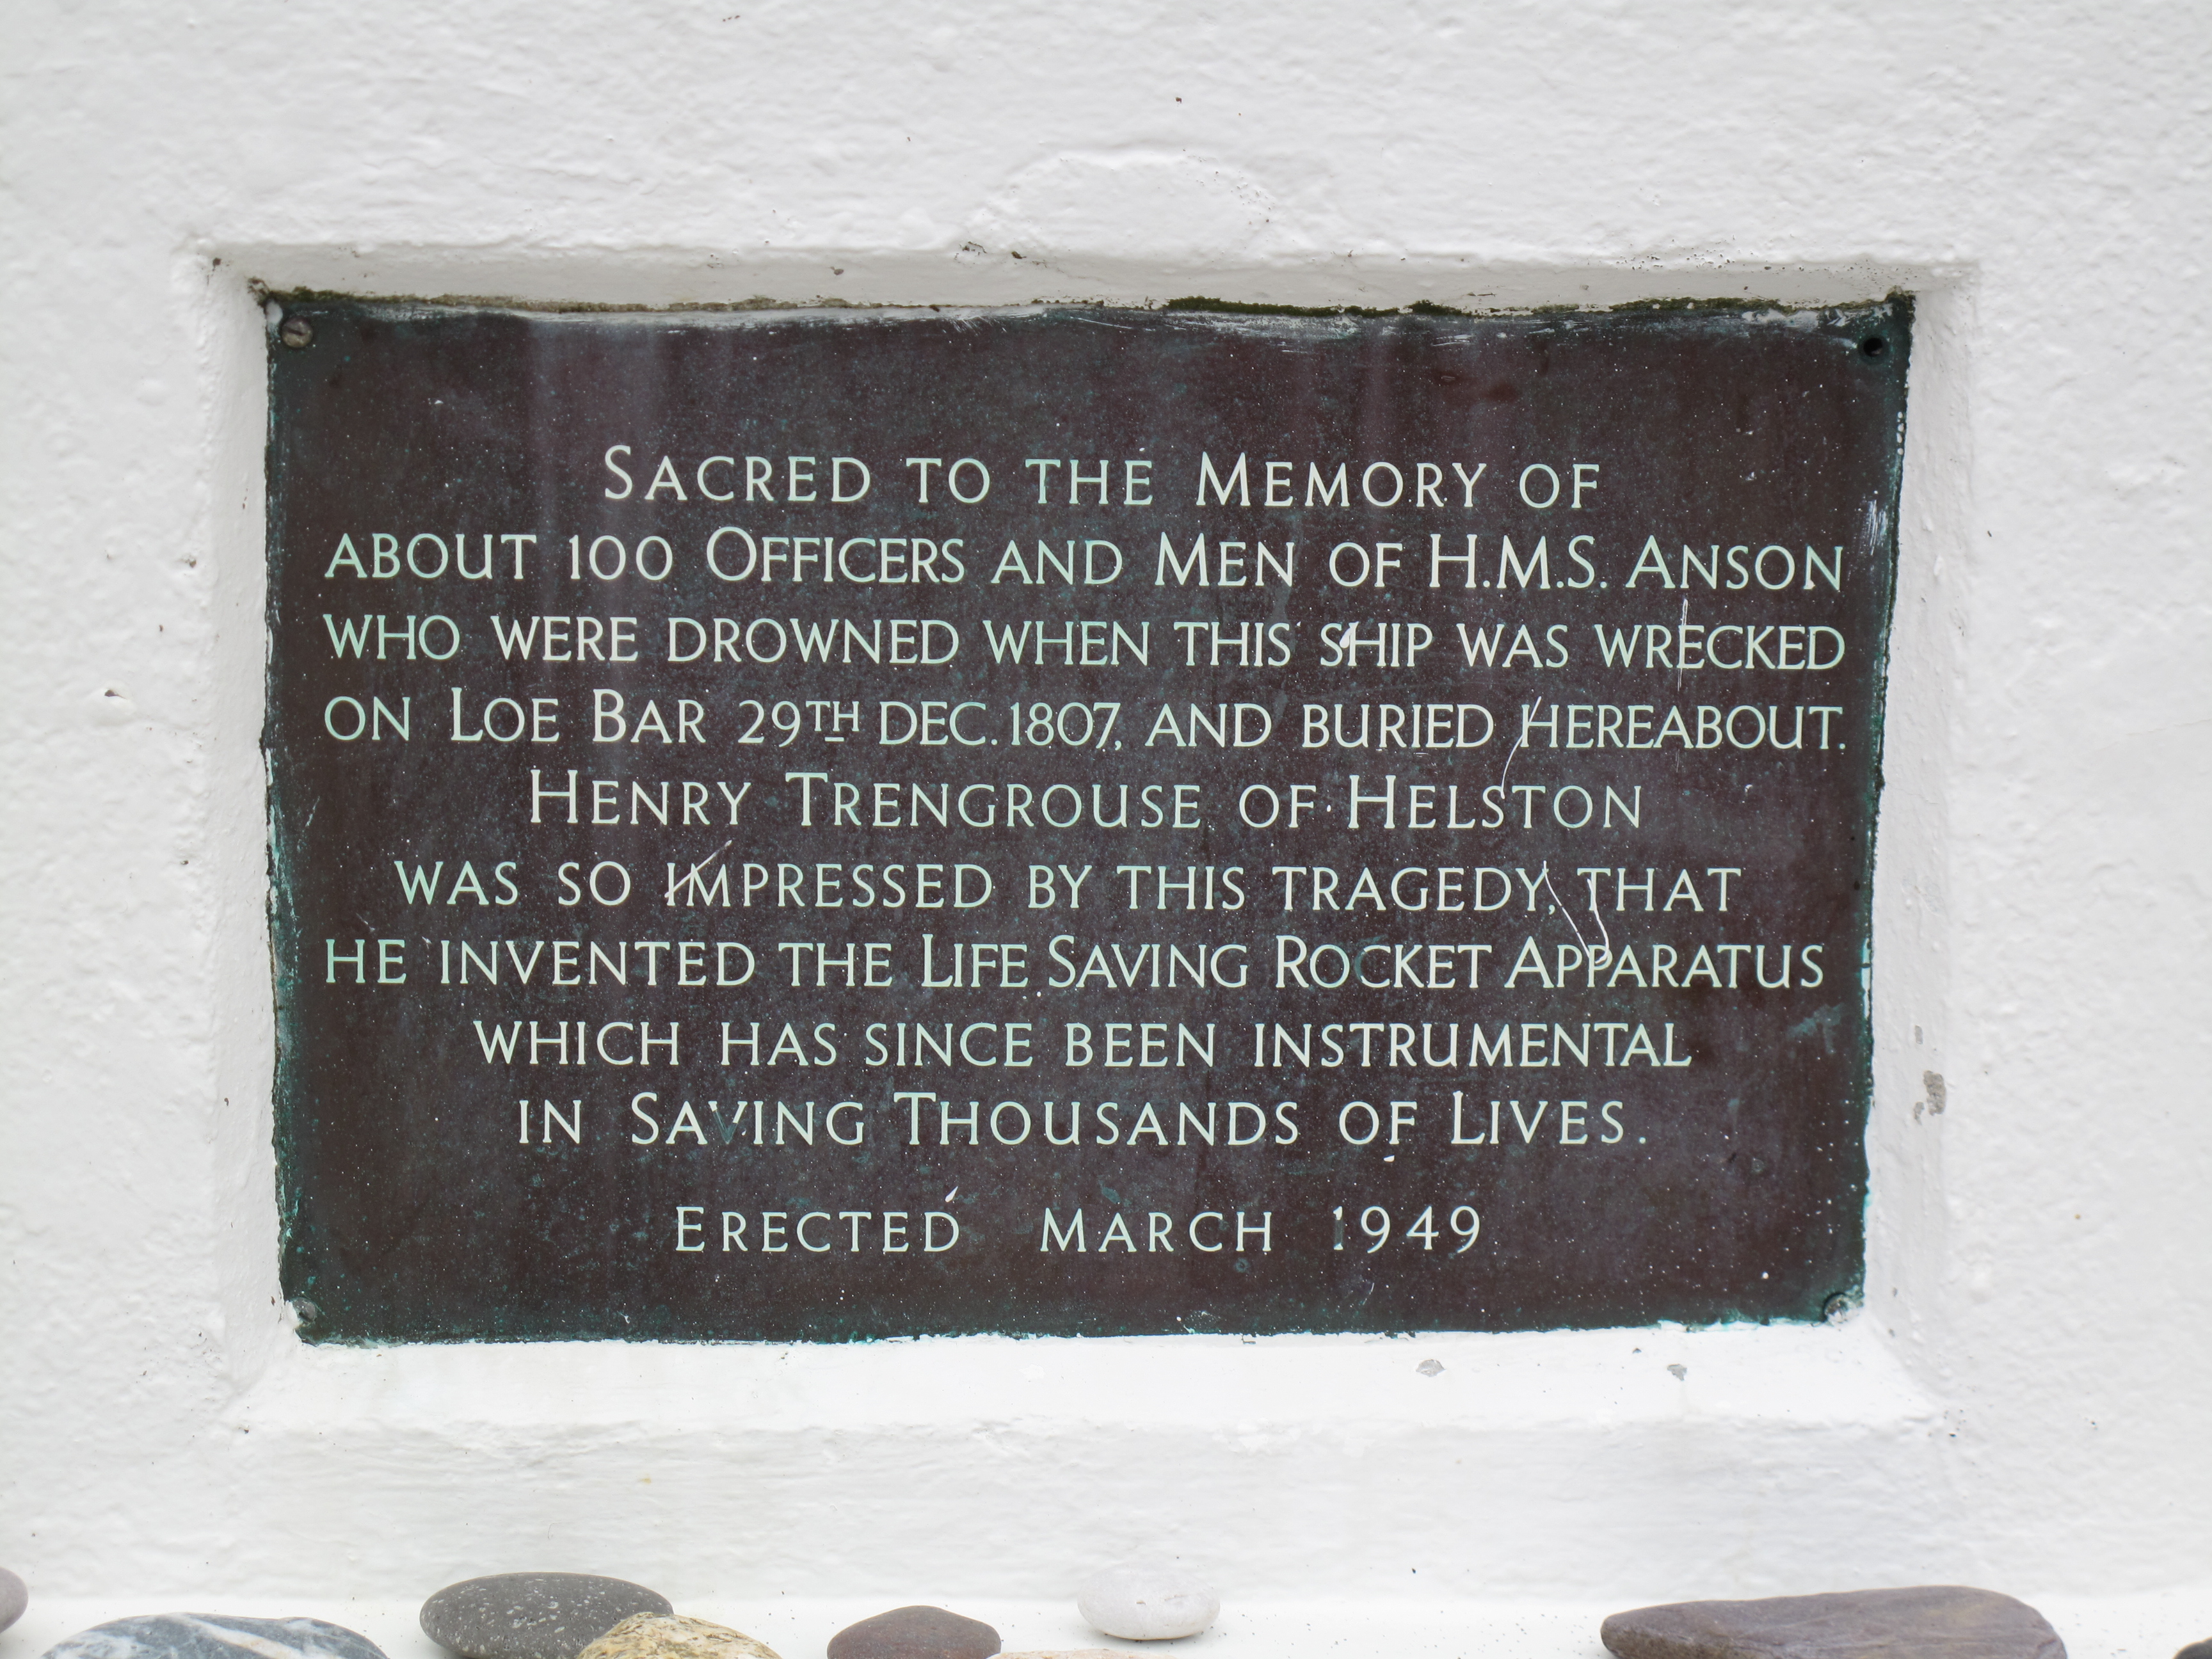 SACRED TO THE MEMORY OF
ABOUT 100 OFFICERS AND MEN OF H.M.S. ANSON
WHO WERE DROWNED WHEN THIS SHIP WAS WRECKED
ON LOE BAR 29TH DEC. 1807, AND BURIED HEREABOUT.
HENRY TRENGROUSE OF HELSTON
WAS SO IMPRESSED BY THIS TRAGEDY, THAT
HE INVENTED THE LIFE SAVING ROCKET APPARATUS
WHICH HAS SINCE BEEN INSTRUMENTAL
IN SAVING THOUSANDS OF LIVES.
ERECTED MARCH 1949